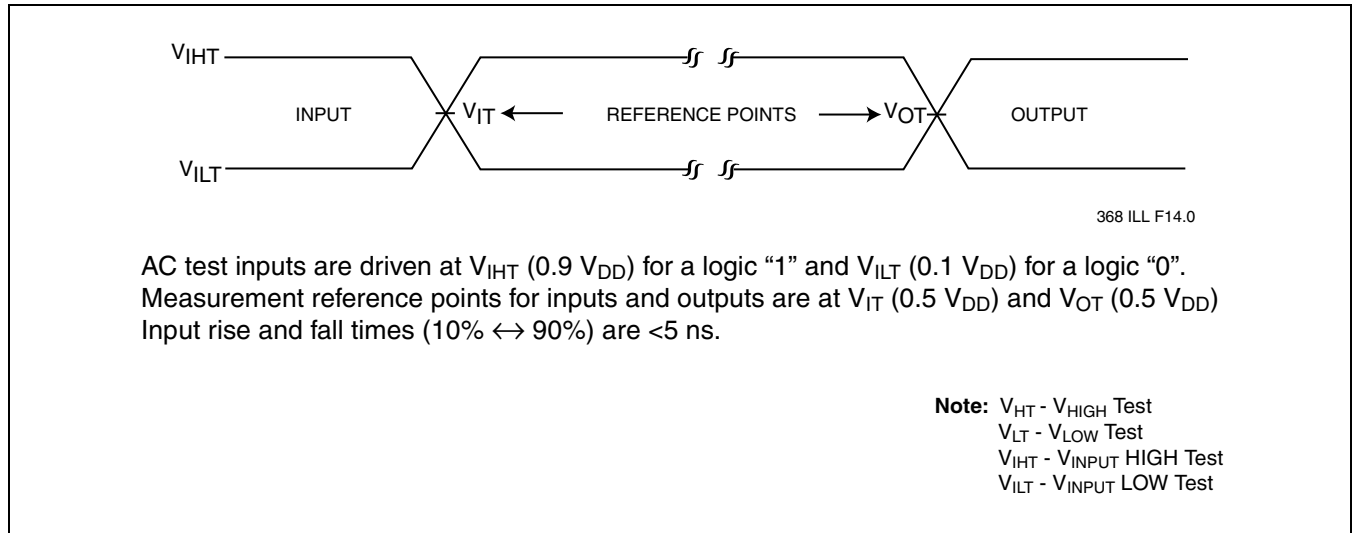 VIHT
INPUT VIT REFERENCE POINTS VOT OUTPUT
VILT
368 ILL F14.0
AC test inputs are driven at VIHT (0.9 VDD) for a logic “1” and VILT (0.1 VDD) for a logic “0”.
Measurement reference points for inputs and outputs are at VIT (0.5 VDD) and VOT (0.5 VDD)
Input rise and fall times (10% ↔ 90%) are <5 ns.
Note: VHT - VHIGH Test
VLT - VLOW Test
VIHT - VINPUT HIGH Test
VILT - VINPUT LOW Test